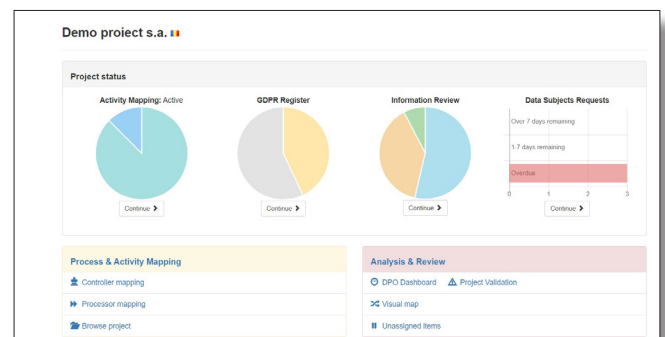 Demo proiect s.a.
Project status
Activity Mapping: Active
GDPR Register
Information Review
Data Subjects Requests
Over 7 days remaining
1-7 days remaining
Overdue
0 1 2 3
Continue
Continue
Continue
Continue
Process & Activity Mapping
Controller mapping
Processor mapping
Browse project
Analysis & Review
DPO Dashboard Project Validation
Visual map
Unassigned items